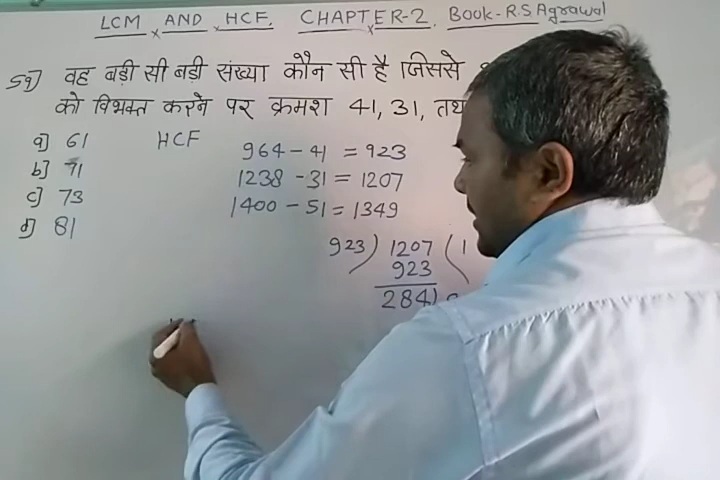 LCM AND HCF. CHAPTER-2. Book-R.S.Agrawal
59] वह बड़ी सी बड़ी संख्या कौन सी है जिससे
को विभक्त करने पर क्रमश 41, 31, तथ
a] 61
b] 71
c] 73
d] 81
HCF
964 - 41 = 923
1238 - 31 = 1207
1400 - 51 = 1349
923 ) 1207 ( 1
923
284